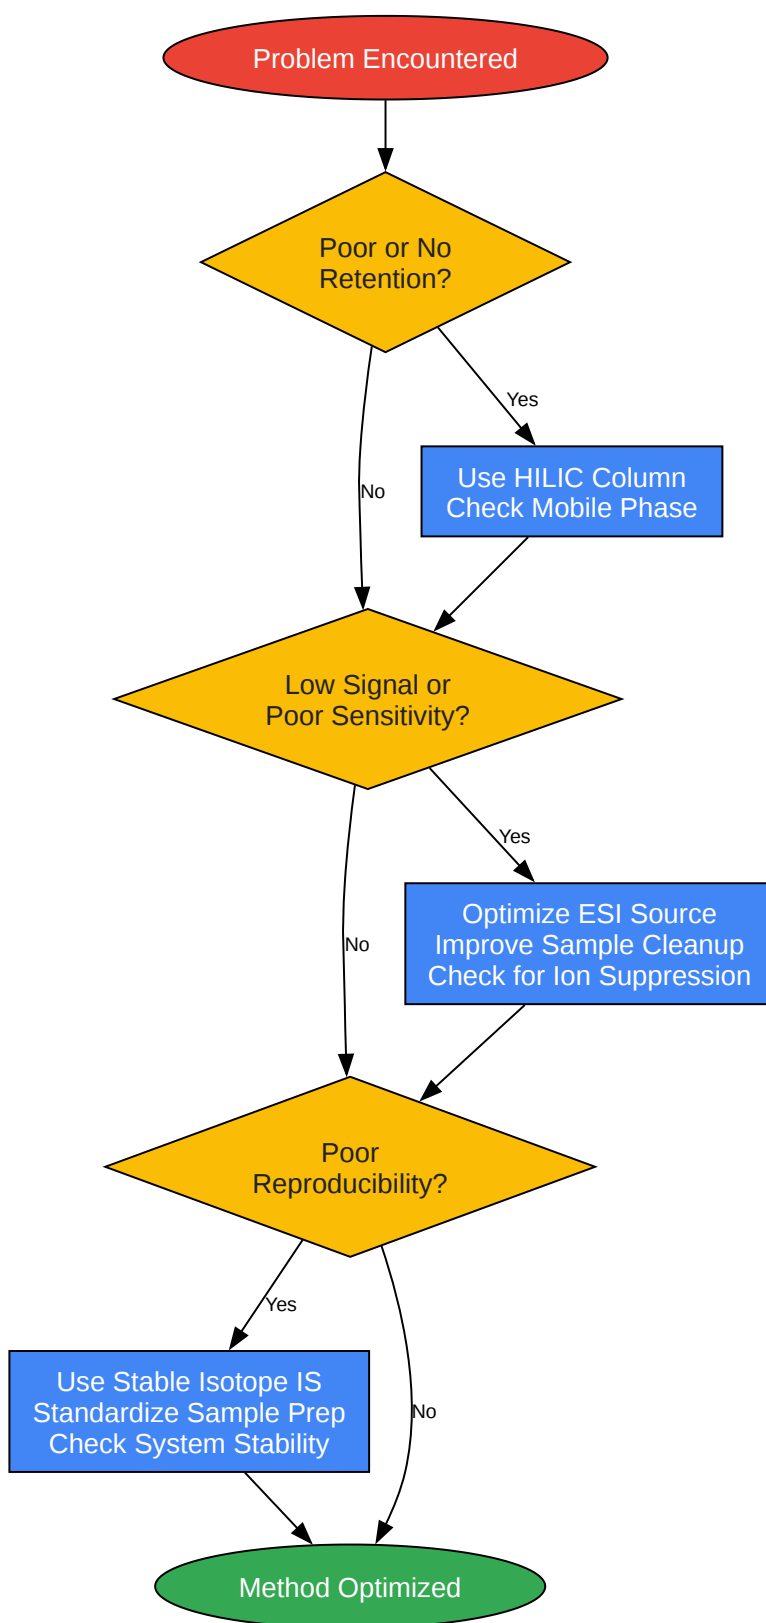 Problem Encountered
Poor or No
Retention?
Yes
Use HILIC Column
Check Mobile Phase
No
Low Signal or
Poor Sensitivity?
Yes
Optimize ESI Source
Improve Sample Cleanup
Check for Ion Suppression
No
Poor
Reproducibility?
Yes
Use Stable Isotope IS
Standardize Sample Prep
Check System Stability
No
Method Optimized